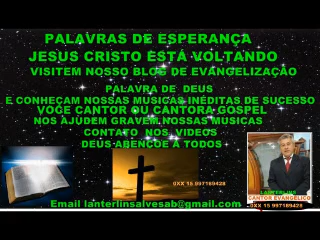 PALAVRAS DE ESPERANÇA
JESUS CRISTO ESTÁ VOLTANDO
VISITEM NOSSO BLOG DE EVANGELIZAÇÃO
PALAVRA DE DEUS
E CONHEÇAM NOSSAS MUSICAS INÉDITAS DE SUCESSO
VOCE CANTOR OU CANTORA GOSPEL
NOS AJUDEM GRAVEM NOSSAS MUSICAS
CONTATO NOS VIDEOS
DEUS ABENÇOE A TODOS
0XX 15 997169428
LANTERLINS
CANTOR EVANGÉLICO
0XX 15 997169428
Email lanterlinsalvesab@gmail.com